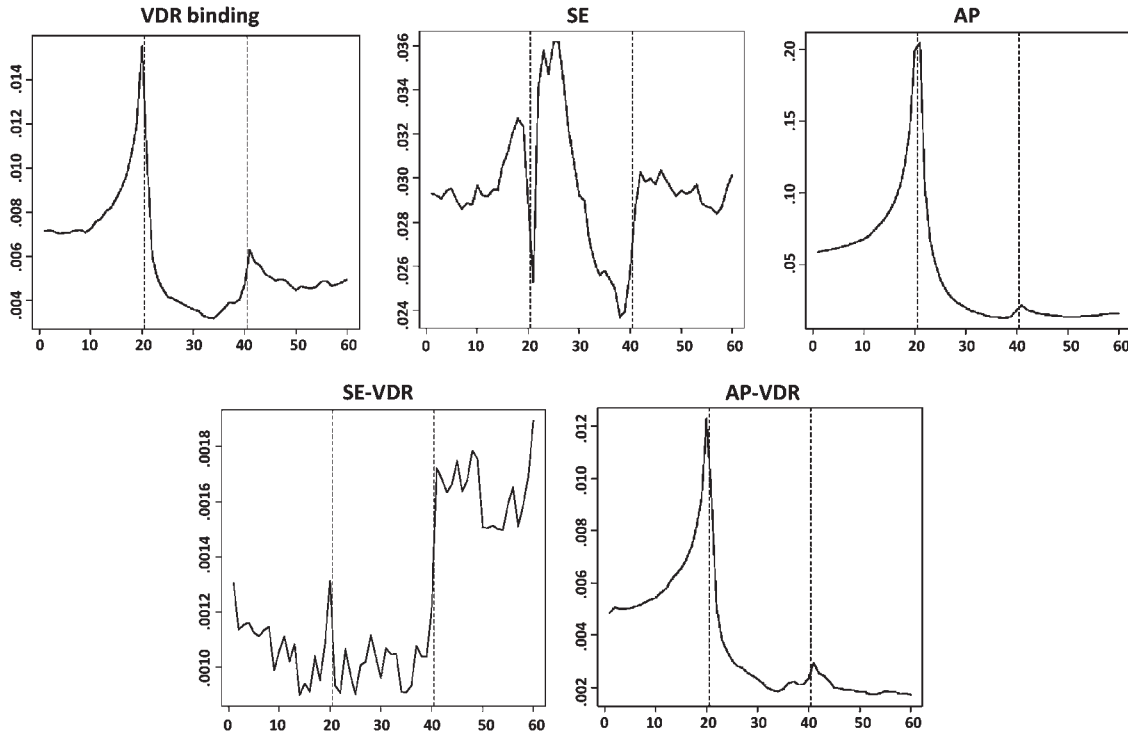 VDR binding
.004 .006 .008 .010 .012 .014
0 10 20 30 40 50 60
SE
.024 .026 .028 .030 .032 .034 .036
0 10 20 30 40 50 60
AP
.05 .10 .15 .20
0 10 20 30 40 50 60
SE-VDR
.0010 .0012 .0014 .0016 .0018
0 10 20 30 40 50 60
AP-VDR
.002 .004 .006 .008 .010 .012
0 10 20 30 40 50 60